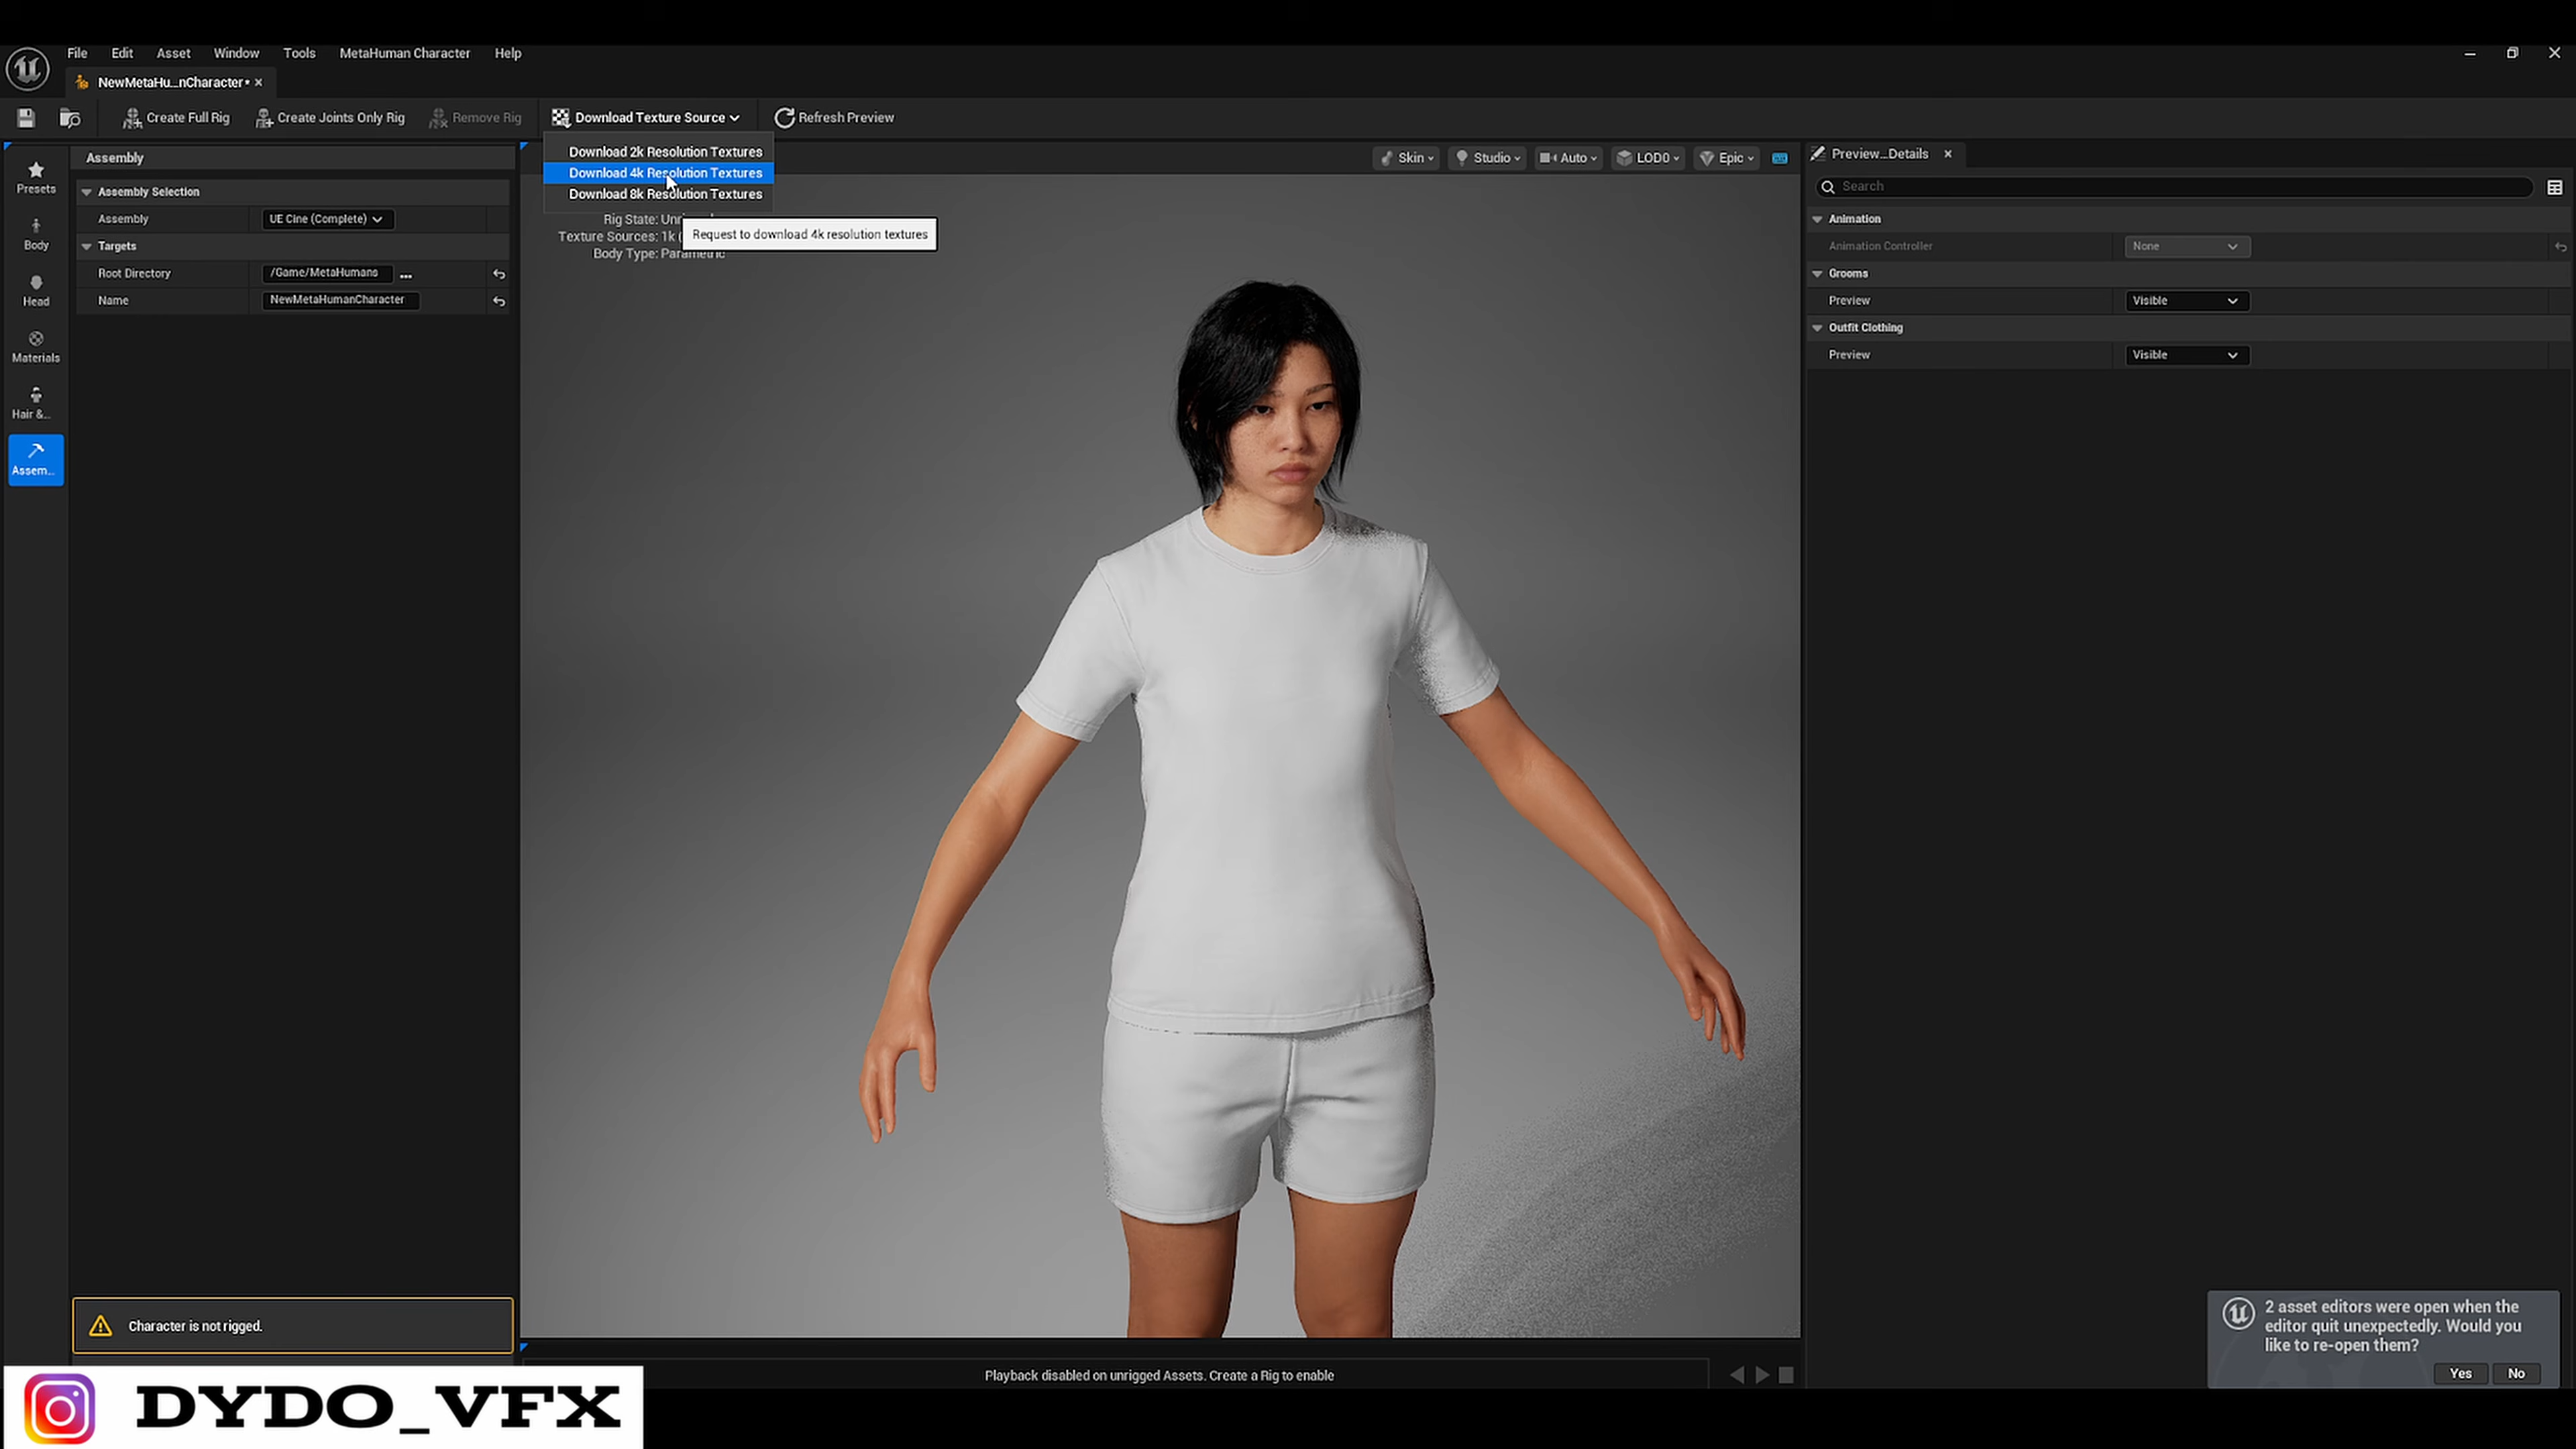 File Edit Asset Window Tools MetaHuman Character Help
NewMetaHu...nCharacter*
Create Full Rig Create Joints Only Rig Remove Rig Download Texture Source Refresh Preview
Download 2k Resolution Textures
Download 4k Resolution Textures
Download 8k Resolution Textures
Request to download 4k resolution textures
Rig State:
Texture Sources: 1k
Body Type: Parametric
Presets
Body
Head
Materials
Hair &...
Assem...
Assembly
Assembly Selection
Assembly UE Cine (Complete)
Targets
Root Directory /Game/MetaHumans ...
Name NewMetaHumanCharacter
Skin Studio Auto LOD0 Epic
Preview...Details
Search
Animation
Animation Controller None
Grooms
Preview Visible
Outfit Clothing
Preview Visible
Character is not rigged.
Playback disabled on unrigged Assets. Create a Rig to enable
2 asset editors were open when the
editor quit unexpectedly. Would you
like to re-open them?
Yes No
DYDO_VFX